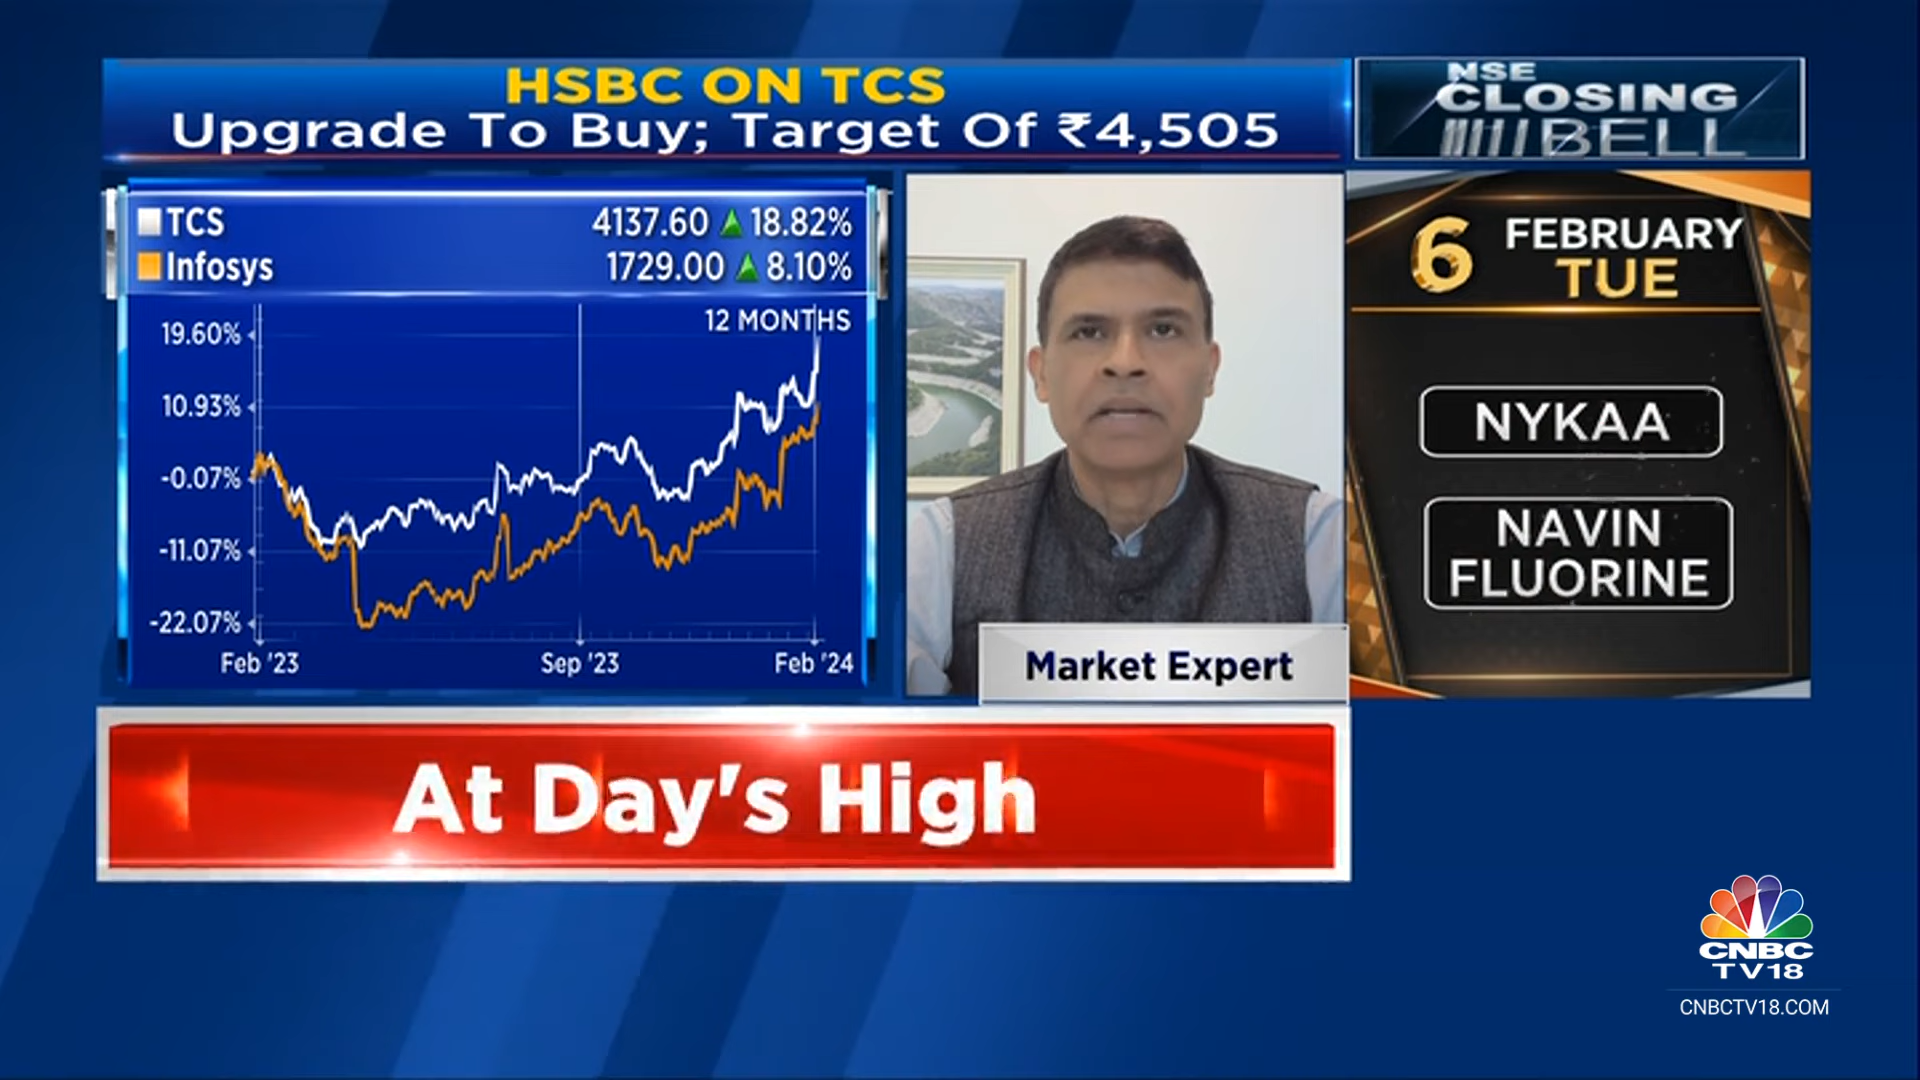 HSBC ON TCS
Upgrade To Buy; Target Of ₹4,505
NSE
CLOSING
BELL
TCS 4137.60 18.82%
Infosys 1729.00 8.10%
12 MONTHS
19.60%
10.93%
-0.07%
-11.07%
-22.07%
Feb '23 Sep '23 Feb '24
Market Expert
6 FEBRUARY
TUE
NYKAA
NAVIN
FLUORINE
At Day's High
CNBC
TV18
CNBCTV18.COM